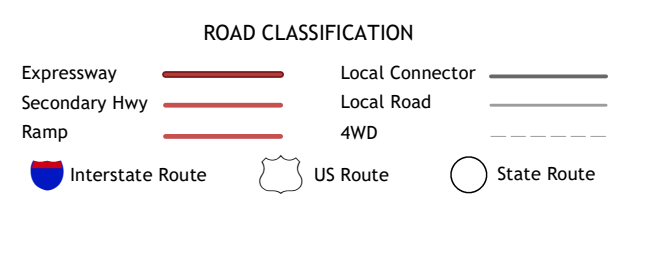 ROAD CLASSIFICATION
Expressway
Local Connector
Secondary Hwy
Local Road
Ramp
4WD
Interstate Route
US Route
State Route